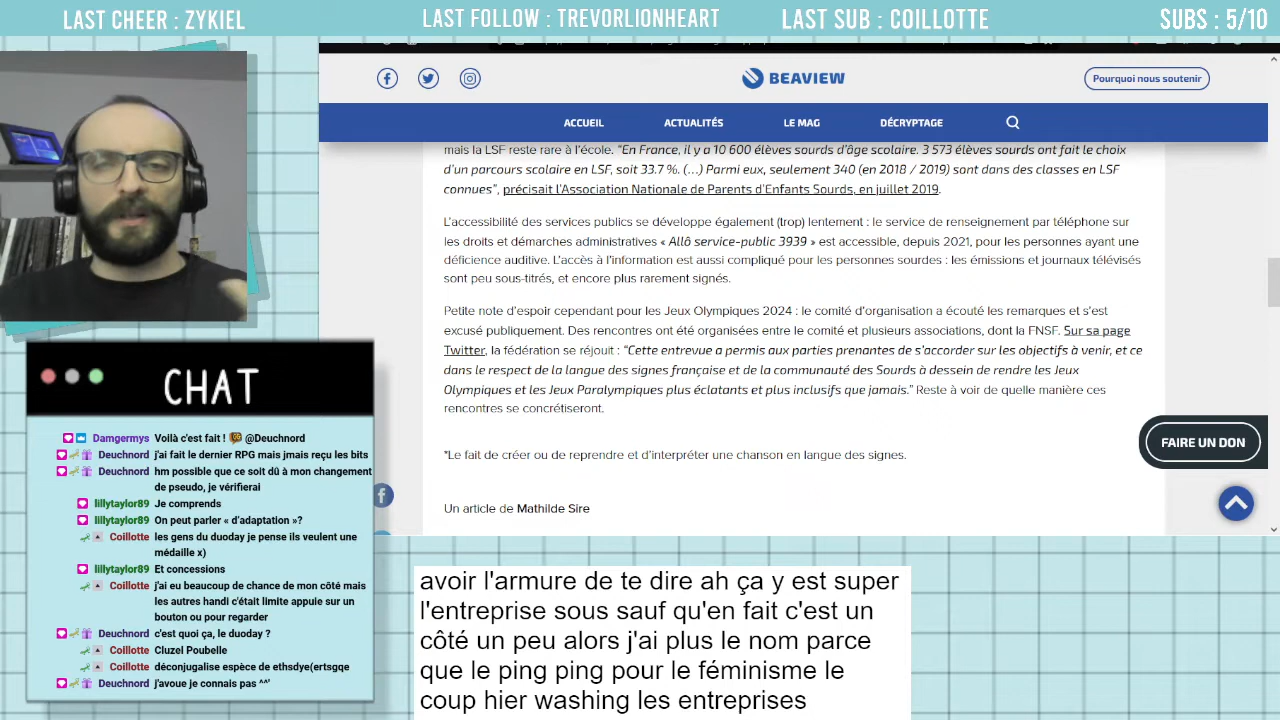 LAST CHEER : ZYKIEL
LAST FOLLOW : TREVORLIONHEART
LAST SUB : COILLOTTE
SUBS : 5/10
BEAVIEW
Pourquoi nous soutenir
ACCUEIL
ACTUALITÉS
LE MAG
DÉCRYPTAGE
mais la LSF reste rare à l'école. "En France, il y a 10 600 élèves sourds d'âge scolaire. 3 573 élèves sourds ont fait le choix
d'un parcours scolaire en LSF, soit 33.7 %. (…) Parmi eux, seulement 340 (en 2018 / 2019) sont dans des classes en LSF
connues", précisait l'Association Nationale de Parents d'Enfants Sourds, en juillet 2019.
L'accessibilité des services publics se développe également (trop) lentement : le service de renseignement par téléphone sur
les droits et démarches administratives « Allô service-public 3939 » est accessible, depuis 2021, pour les personnes ayant une
déficience auditive. L'accès à l'information est aussi compliqué pour les personnes sourdes : les émissions et journaux télévisés
sont peu sous-titrés, et encore plus rarement signés.
Petite note d'espoir cependant pour les Jeux Olympiques 2024 : le comité d'organisation a écouté les remarques et s'est
excusé publiquement. Des rencontres ont été organisées entre le comité et plusieurs associations, dont la FNSF. Sur sa page
Twitter, la fédération se réjouit : "Cette entrevue a permis aux parties prenantes de s'accorder sur les objectifs à venir, et ce
dans le respect de la langue des signes française et de la communauté des Sourds à dessein de rendre les Jeux
Olympiques et les Jeux Paralympiques plus éclatants et plus inclusifs que jamais." Reste à voir de quelle manière ces
rencontres se concrétiseront.
*Le fait de créer ou de reprendre et d'interpréter une chanson en langue des signes.
Un article de Mathilde Sire
FAIRE UN DON
CHAT
Damgermys Voilà c'est fait ! @Deuchnord
Deuchnord j'ai fait le dernier RPG mais jmais reçu les bits
Deuchnord hm possible que ce soit dû à mon changement
de pseudo, je vérifierai
lillytaylor89 Je comprends
lillytaylor89 On peut parler « d'adaptation »?
Coillotte les gens du duoday je pense ils veulent une
médaille x)
lillytaylor89 Et concessions
Coillotte j'ai eu beaucoup de chance de mon côté mais
les autres handi c'était limite appuie sur un
bouton ou pour regarder
Deuchnord c'est quoi ça, le duoday ?
Coillotte Cluzel Poubelle
Coillotte déconjugalise espèce de ethsdye(ertsgqe
Deuchnord j'avoue je connais pas ^^'
avoir l'armure de te dire ah ça y est super
l'entreprise sous sauf qu'en fait c'est un
côté un peu alors j'ai plus le nom parce
que le ping ping pour le féminisme le
coup hier washing les entreprises